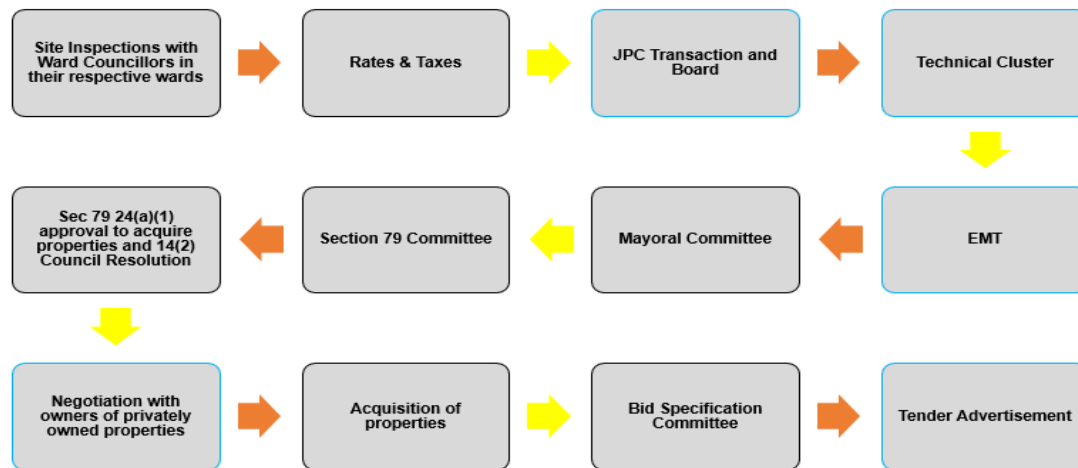 Site Inspections with
Ward Councillors in
their respective wards
Rates & Taxes
JPC Transaction and
Board
Technical Cluster
Sec 79 24(a)(1)
approval to acquire
properties and 14(2)
Council Resolution
Section 79 Committee
Mayoral Committee
EMT
Negotiation with
owners of privately
owned properties
Acquisition of
properties
Bid Specification
Committee
Tender Advertisement